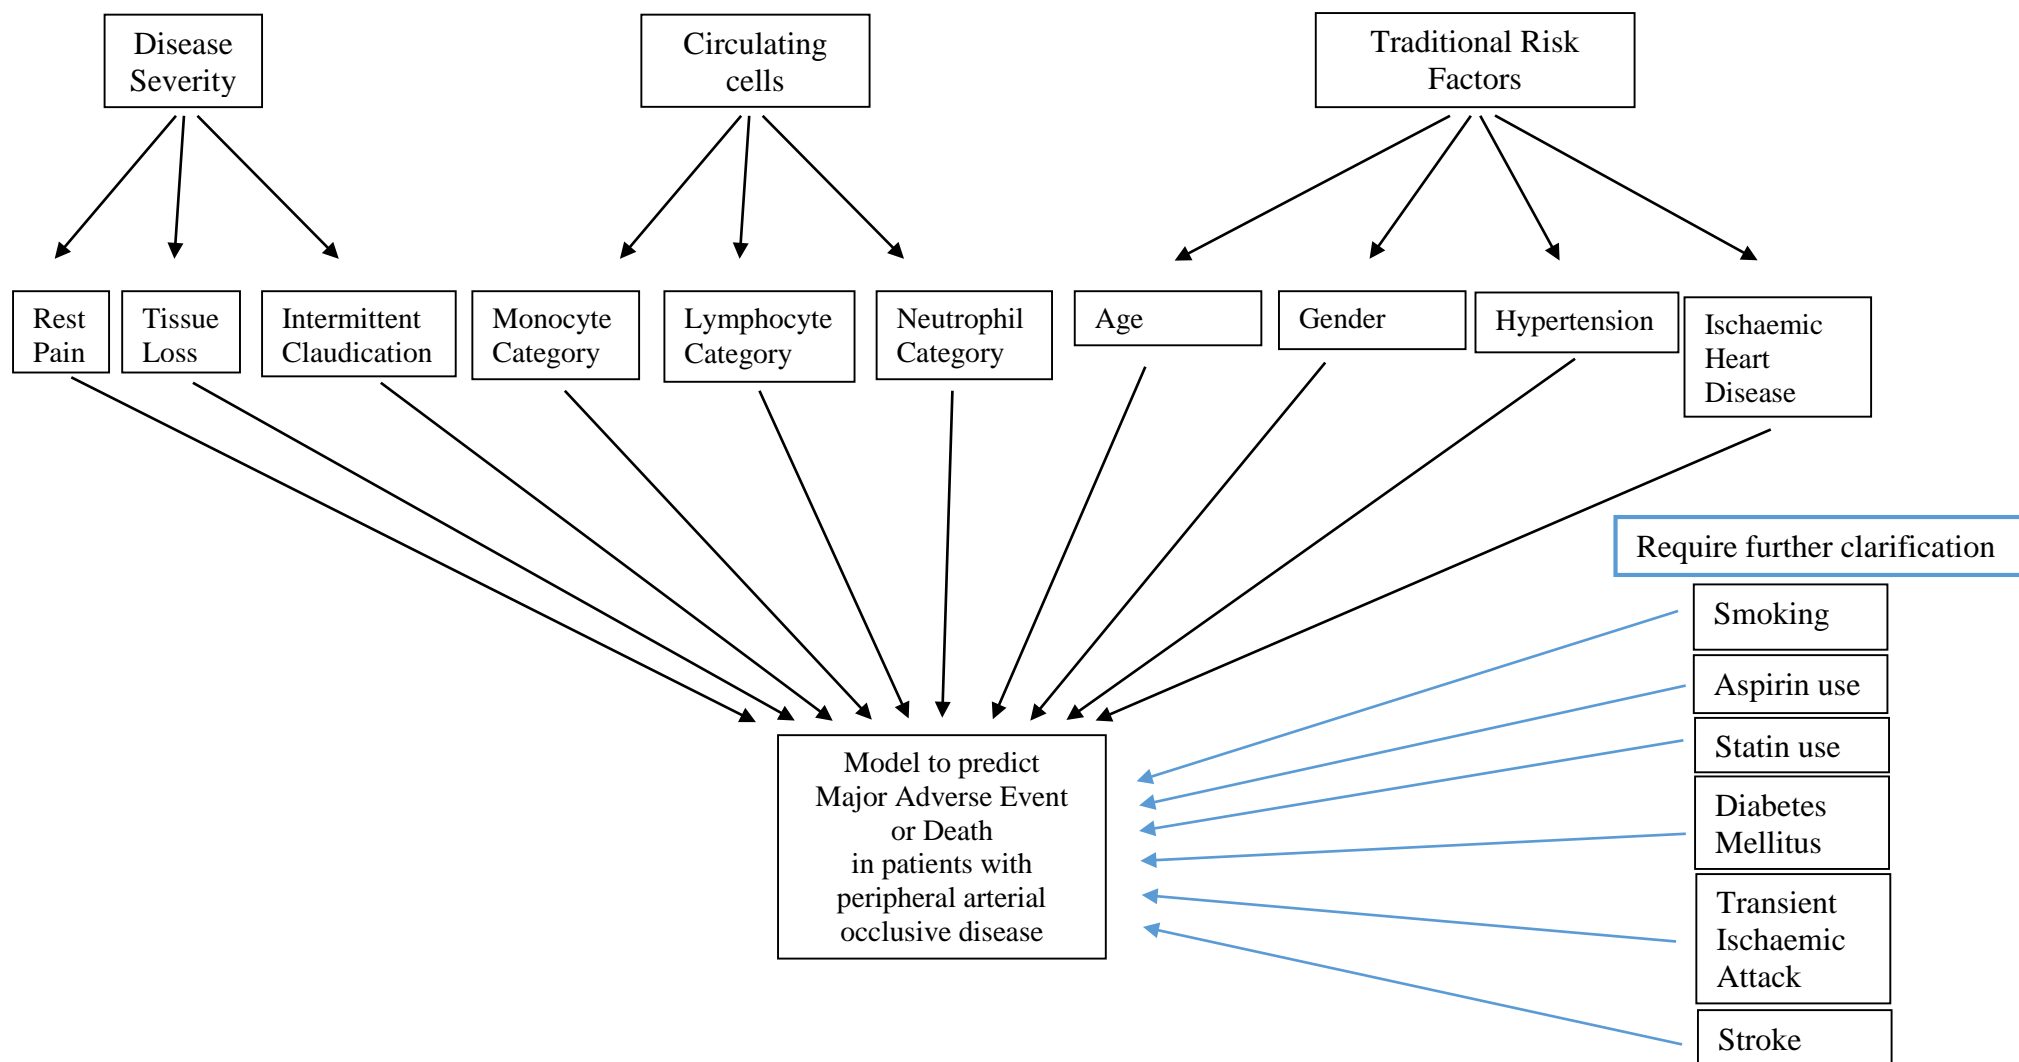 Disease
Severity
Circulating
cells
Traditional Risk
Factors
Rest
Pain
Tissue
Loss
Intermittent
Claudication
Monocyte
Category
Lymphocyte
Category
Neutrophil
Category
Age
Gender
Hypertension
Ischaemic
Heart
Disease
Require further clarification
Smoking
Aspirin use
Statin use
Diabetes
Mellitus
Transient
Ischaemic
Attack
Stroke
Model to predict
Major Adverse Event
or Death
in patients with
peripheral arterial
occlusive disease